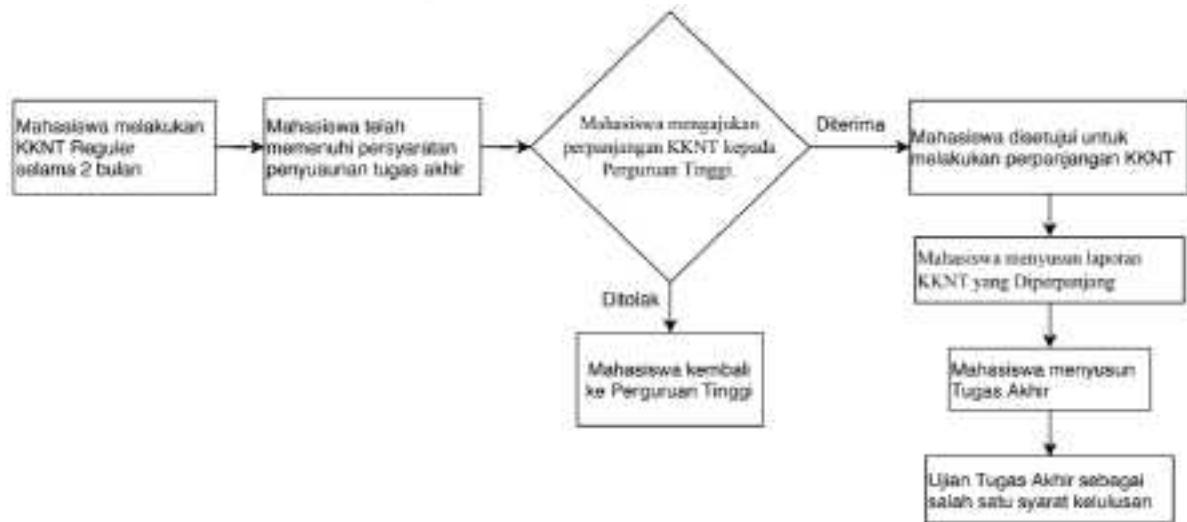 Mahasiswa melakukan
KKNT Reguler
selama 2 bulan
Mahasiswa telah
memenuhi persyaratan
penyusunan tugas akhir
Mahasiswa mengajukan
perpanjangan KKNT kepada
Perguruan Tinggi
Diterima
Mahasiswa disetujui untuk
melakukan perpanjangan KKNT
Mahasiswa menyusun laporan
KKNT yang Diperpanjang
Ditolak
Mahasiswa kembali
ke Perguruan Tinggi
Mahasiswa menyusun
Tugas Akhir
Ujian Tugas Akhir sebagai
salah satu syarat kelulusan